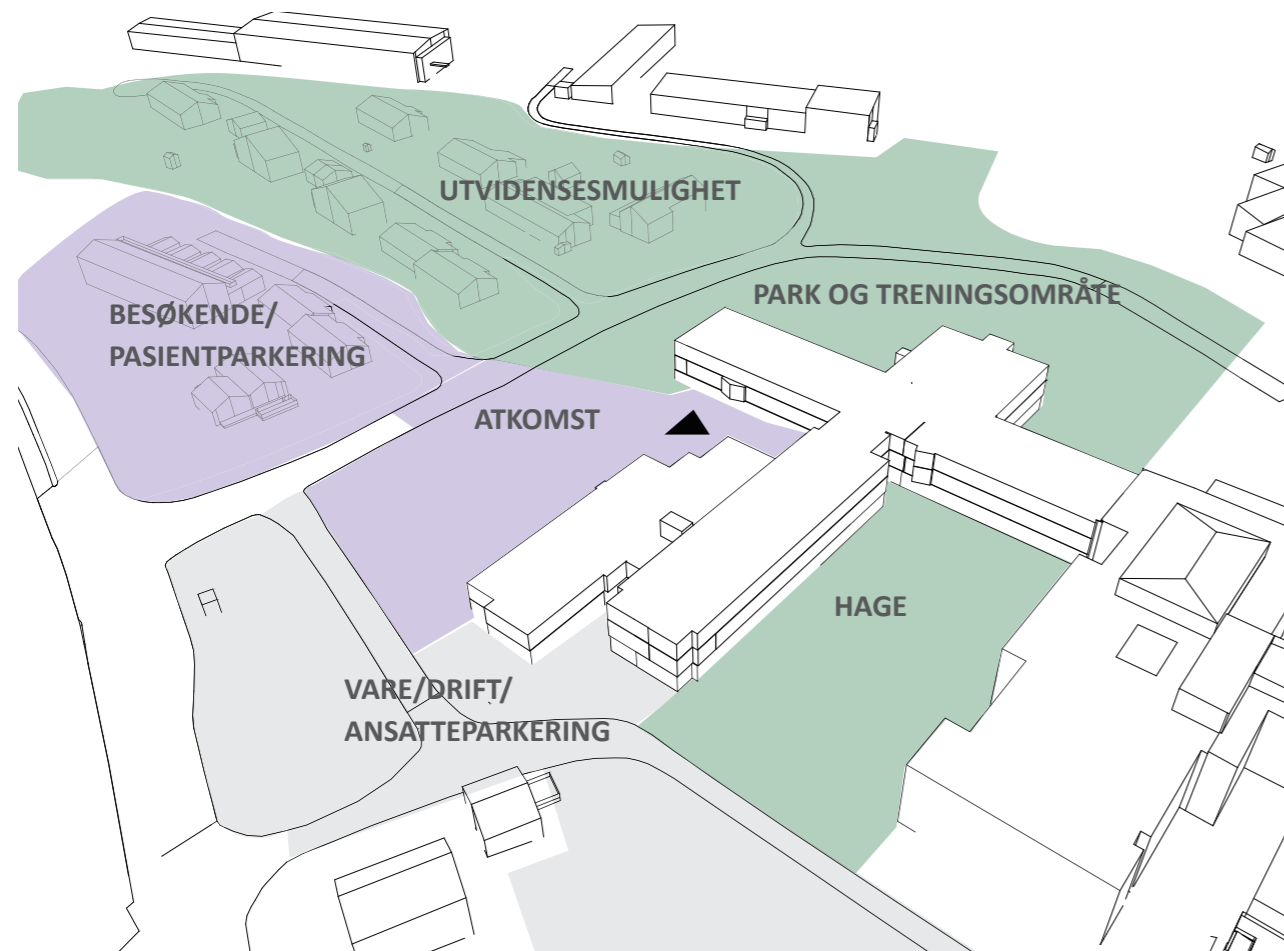 UTVIDENSESMULIGHET
PARK OG TRENINGSOMRÅTE
BESØKENDE/
PASIENTPARKERING
ATKOMST
HAGE
VARE/DRIFT/
ANSATTEPARKERING